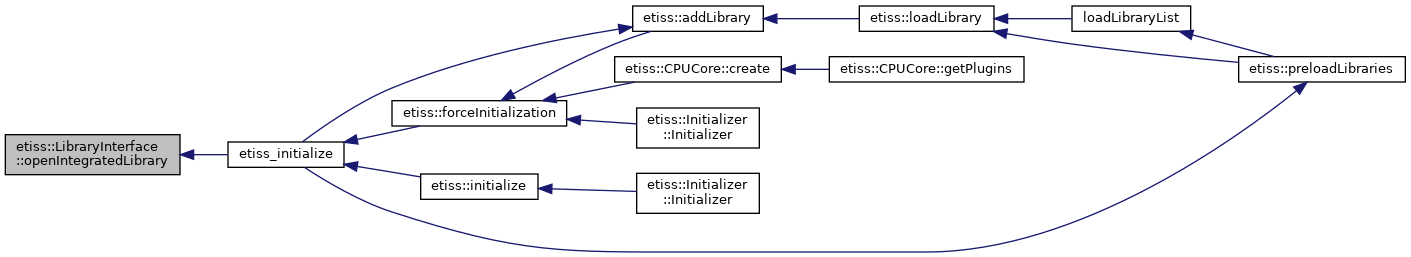 etiss::LibraryInterface
::openIntegratedLibrary
etiss_initialize
etiss::addLibrary
etiss::loadLibrary
loadLibraryList
etiss::preloadLibraries
etiss::CPUCore::create
etiss::CPUCore::getPlugins
etiss::forceInitialization
etiss::Initializer
::Initializer
etiss::initialize
etiss::Initializer
::Initializer